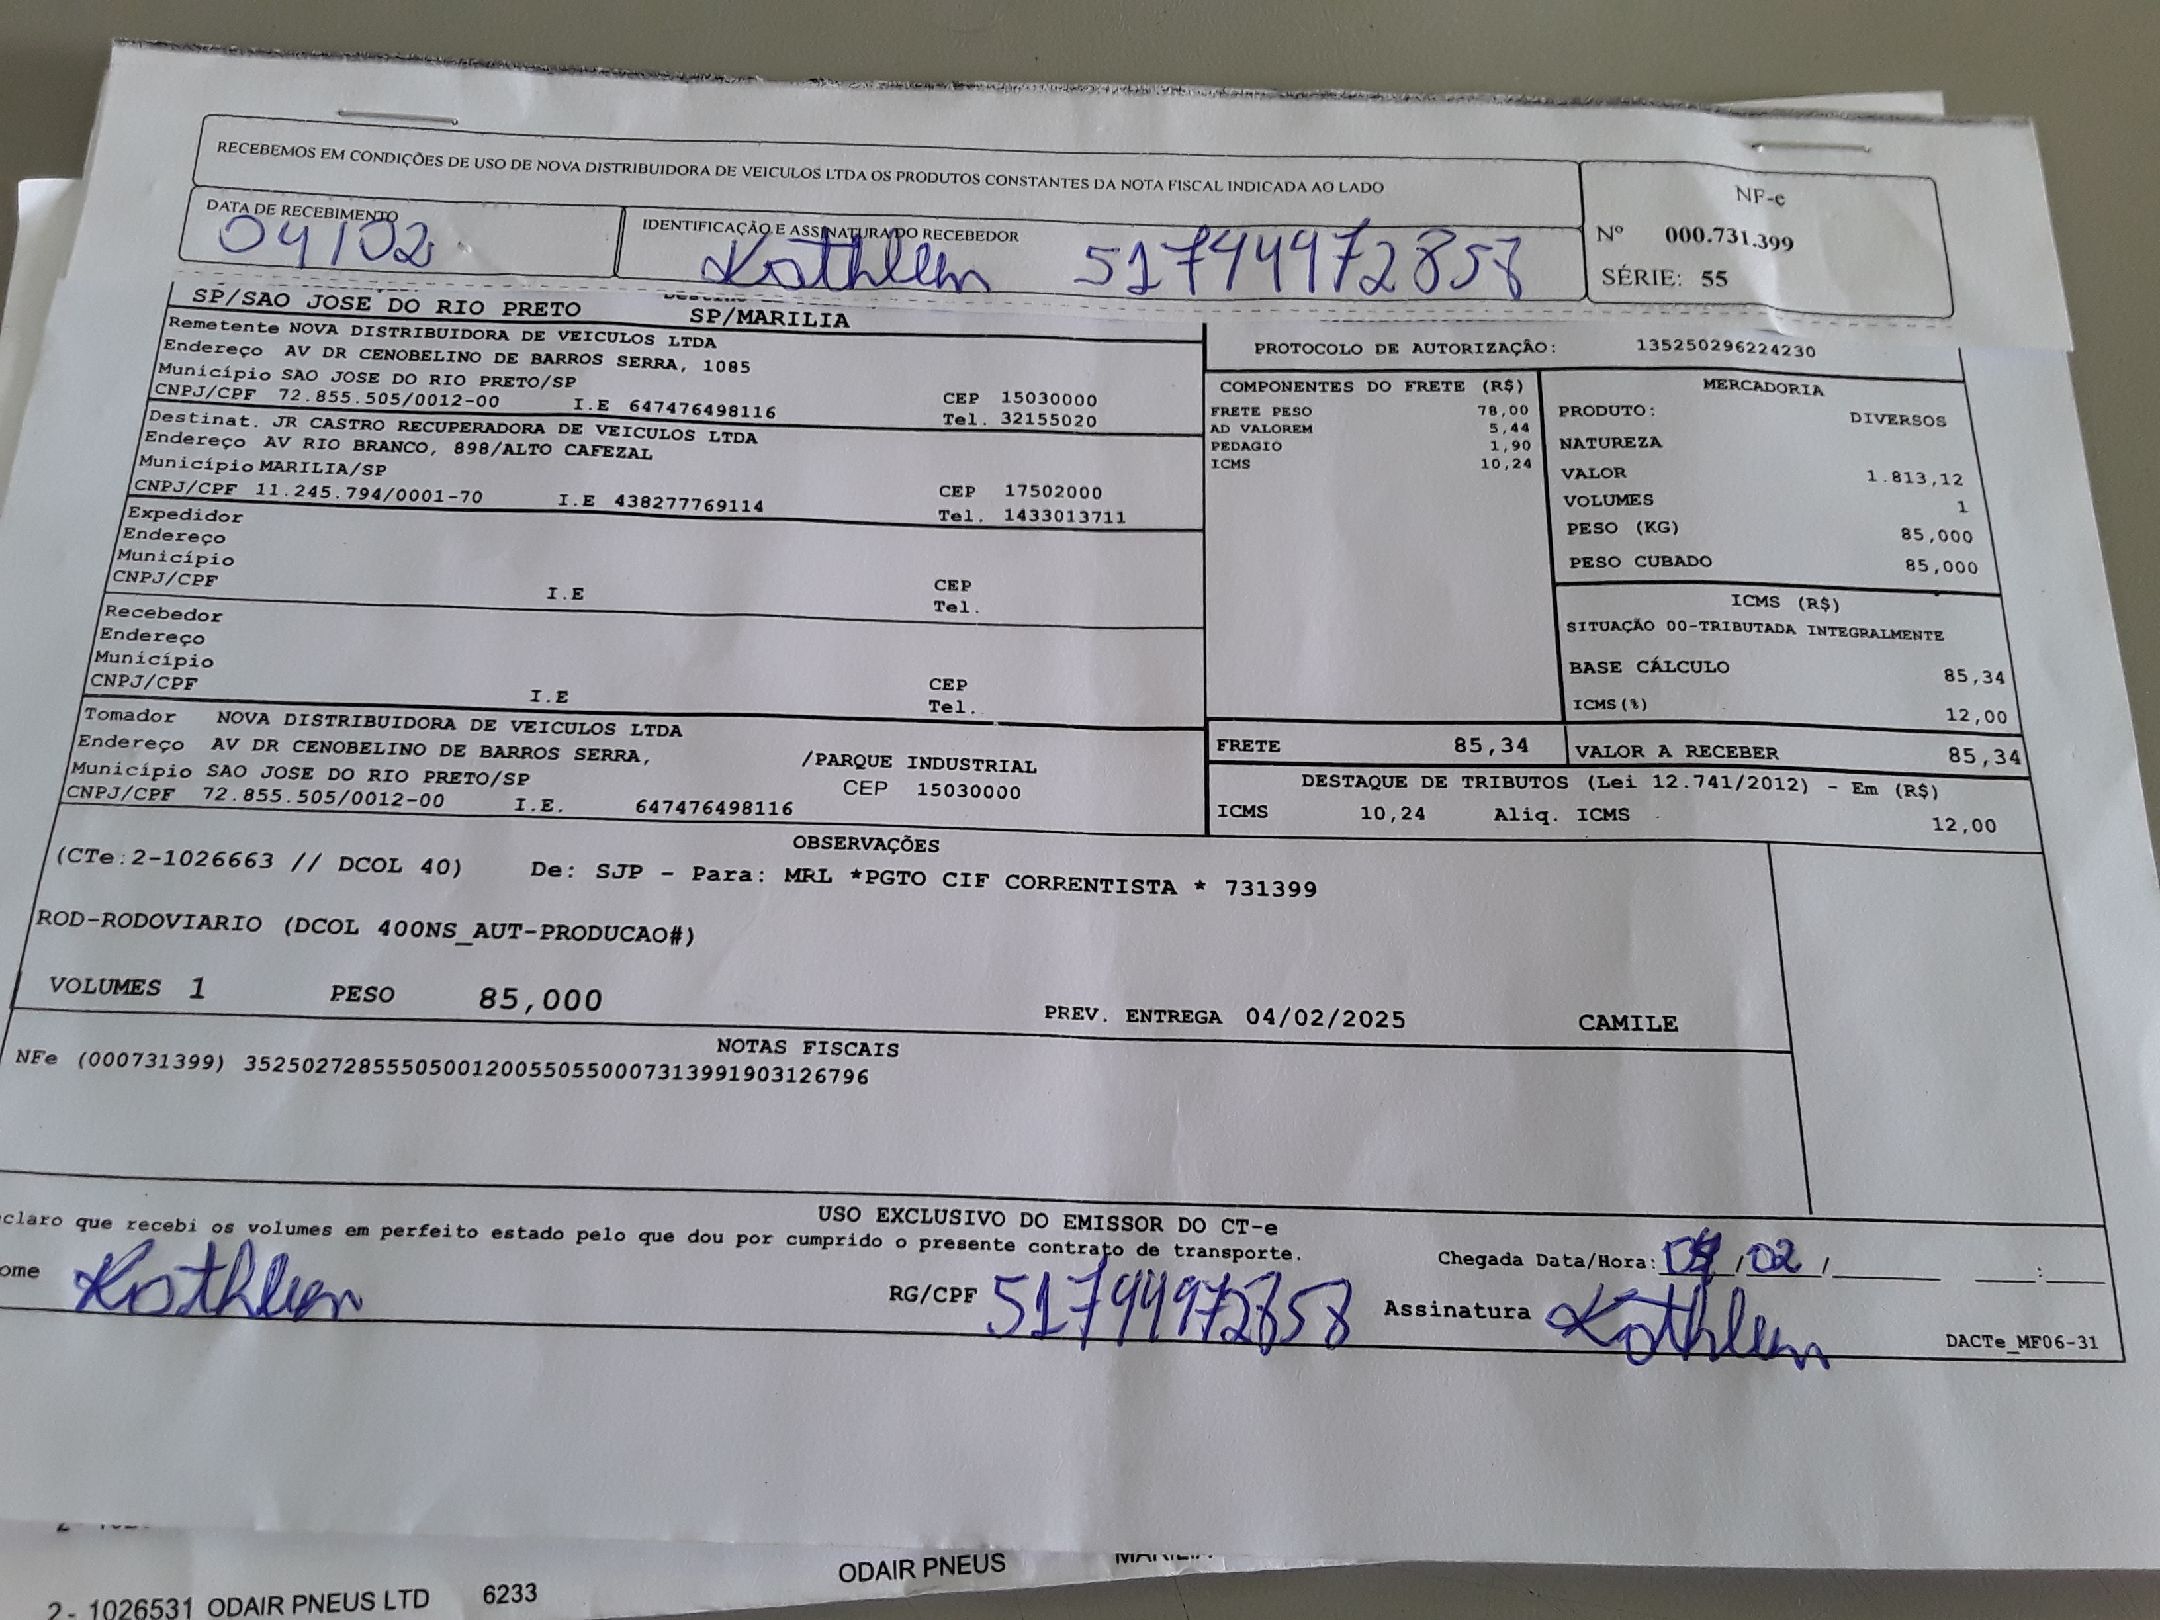 RECEBEMOS EM CONDIÇÕES DE USO DE NOVA DISTRIBUIDORA DE VEICULOS LTDA OS PRODUTOS CONSTANTES DA NOTA FISCAL INDICADA AO LADO
NF-e
Nº 000.731.399
SÉRIE: 55
DATA DE RECEBIMENTO
04/02
IDENTIFICAÇÃO E ASSINATURA DO RECEBEDOR
Kathlem 51744972858
SP/SAO JOSE DO RIO PRETO SP/MARILIA
Remetente NOVA DISTRIBUIDORA DE VEICULOS LTDA
Endereço AV DR CENOBELINO DE BARROS SERRA, 1085
Município SAO JOSE DO RIO PRETO/SP CEP 15030000
CNPJ/CPF 72.855.505/0012-00 I.E 647476498116 Tel. 32155020
Destinat. JR CASTRO RECUPERADORA DE VEICULOS LTDA
Endereço AV RIO BRANCO, 898/ALTO CAFEZAL
Município MARILIA/SP CEP 17502000
CNPJ/CPF 11.245.794/0001-70 I.E 438277769114 Tel. 1433013711
Expedidor
Endereço
Município CEP
CNPJ/CPF I.E Tel.
Recebedor
Endereço
Município CEP
CNPJ/CPF I.E Tel.
Tomador NOVA DISTRIBUIDORA DE VEICULOS LTDA
Endereço AV DR CENOBELINO DE BARROS SERRA, /PARQUE INDUSTRIAL
Município SAO JOSE DO RIO PRETO/SP CEP 15030000
CNPJ/CPF 72.855.505/0012-00 I.E. 647476498116
PROTOCOLO DE AUTORIZAÇÃO: 135250296224230
COMPONENTES DO FRETE (R$)
FRETE PESO 78,00
AD VALOREM 5,44
PEDAGIO 1,90
ICMS 10,24
MERCADORIA
PRODUTO: DIVERSOS
NATUREZA
VALOR 1.813,12
VOLUMES 1
PESO (KG) 85,000
PESO CUBADO 85,000
ICMS (R$)
SITUAÇÃO 00-TRIBUTADA INTEGRALMENTE
BASE CÁLCULO 85,34
ICMS(%) 12,00
FRETE 85,34 VALOR A RECEBER 85,34
DESTAQUE DE TRIBUTOS (Lei 12.741/2012) - Em (R$)
ICMS 10,24 Aliq. ICMS 12,00
OBSERVAÇÕES
(CTe:2-1026663 // DCOL 40) De: SJP - Para: MRL *PGTO CIF CORRENTISTA * 731399
ROD-RODOVIARIO (DCOL 400NS_AUT-PRODUCAO#)
VOLUMES 1 PESO 85,000 PREV. ENTREGA 04/02/2025 CAMILE
NOTAS FISCAIS
NFe (000731399) 35250272855505001200550550007313991903126796
USO EXCLUSIVO DO EMISSOR DO CT-e
claro que recebi os volumes em perfeito estado pelo que dou por cumprido o presente contrato de transporte.
Chegada Data/Hora: 04/02/ :
ome Kathlem RG/CPF 51744972858 Assinatura Kathlem
DACTe_MF06-31
ODAIR PNEUS
2- 1026531 ODAIR PNEUS LTD 6233